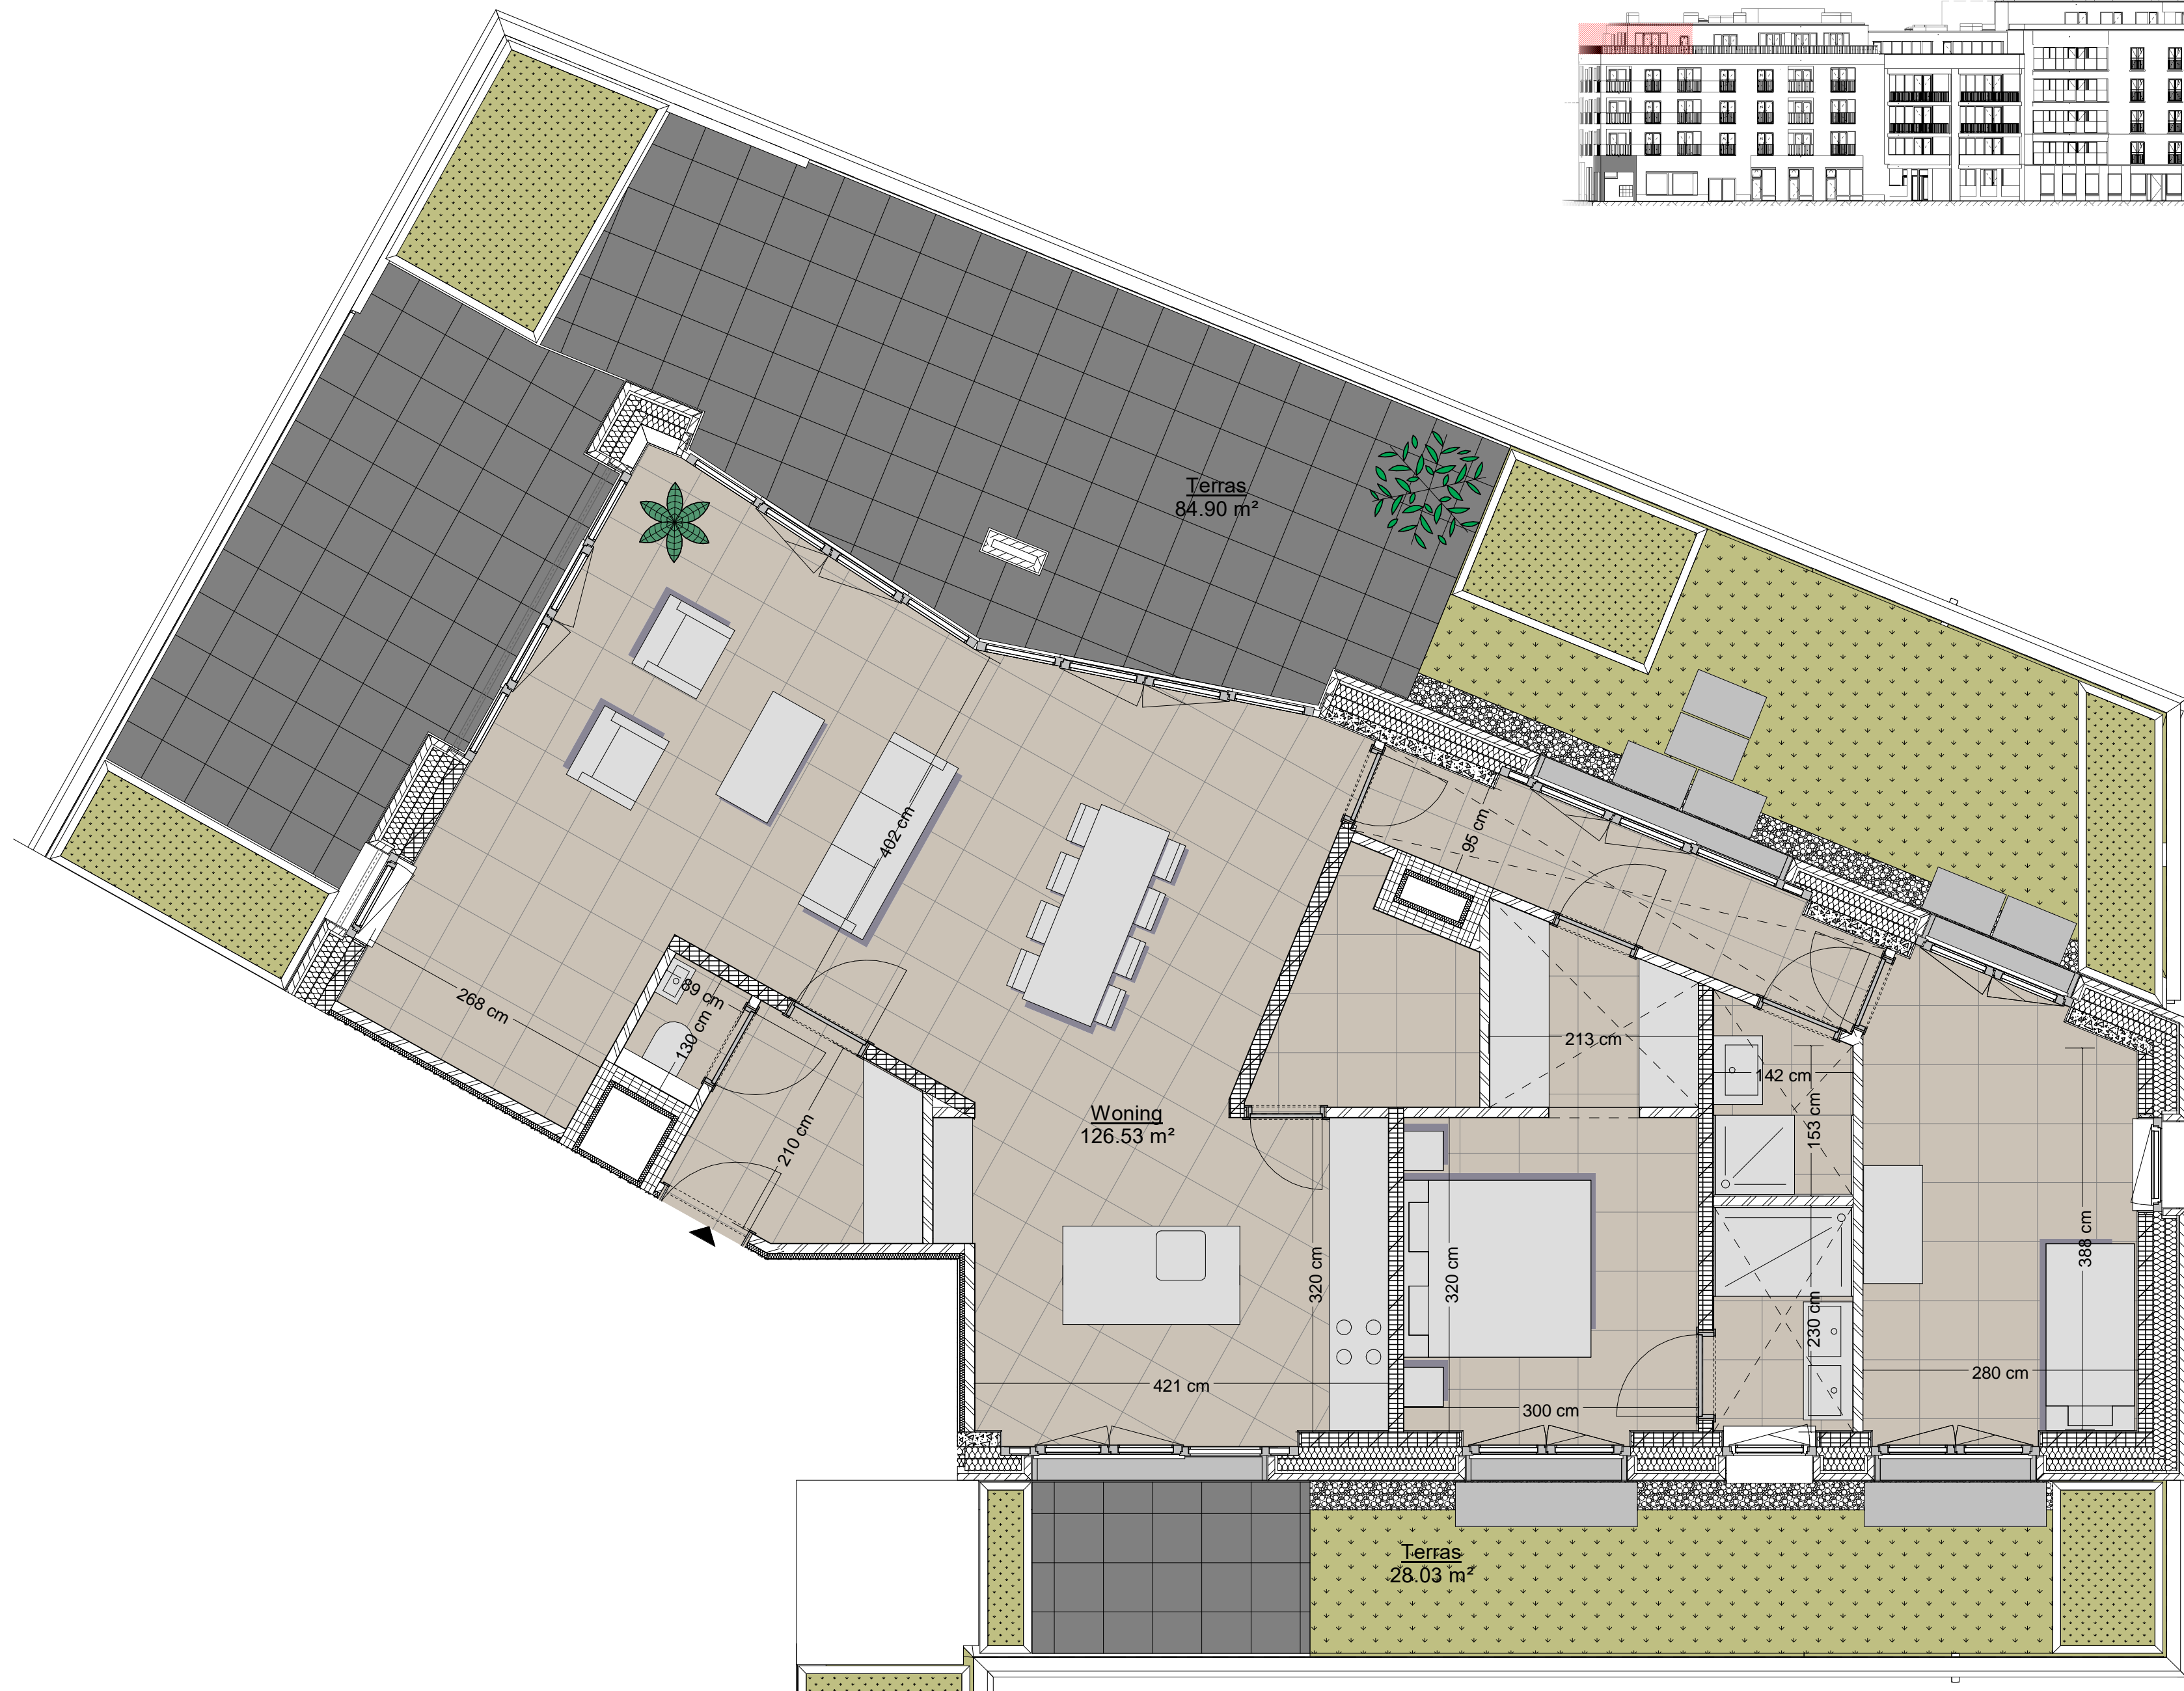 Terras
84.90 m²
402 cm
95 cm
268 cm
89 cm
130 cm
213 cm
142 cm
153 cm
210 cm
Woning
126.53 m²
320 cm
320 cm
388 cm
230 cm
421 cm
300 cm
280 cm
Terras
28.03 m²